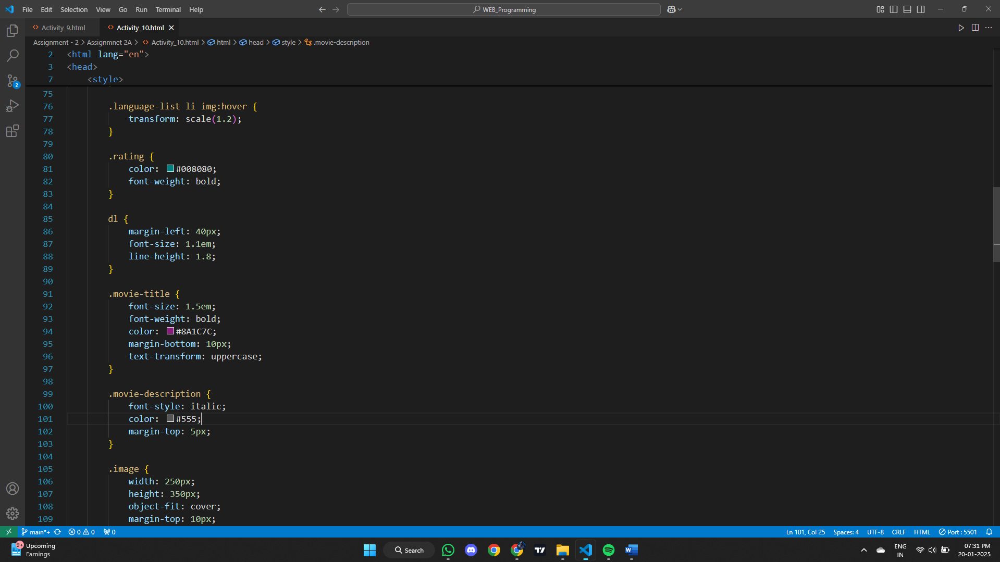 File Edit Selection View Go Run Terminal Help
WEB_Programming
Activity_9.html
Activity_10.html
Assignment - 2 > Assignmnet 2A > Activity_10.html > html > head > style > .movie-description
2 <html lang="en">
3 <head>
7 <style>
75
76 .language-list li img:hover {
77 transform: scale(1.2);
78 }
79
80 .rating {
81 color: #008080;
82 font-weight: bold;
83 }
84
85 dl {
86 margin-left: 40px;
87 font-size: 1.1em;
88 line-height: 1.8;
89 }
90
91 .movie-title {
92 font-size: 1.5em;
93 font-weight: bold;
94 color: #8A1C7C;
95 margin-bottom: 10px;
96 text-transform: uppercase;
97 }
98
99 .movie-description {
100 font-style: italic;
101 color: #555;
102 margin-top: 5px;
103 }
104
105 .image {
106 width: 250px;
107 height: 350px;
108 object-fit: cover;
109 margin-top: 10px;
2
main*+ 0 0 0 Ln 101, Col 25 Spaces: 4 UTF-8 CRLF HTML Port : 5501
9+
Upcoming
Earnings
Search
ENG
IN
07:31 PM
20-01-2025